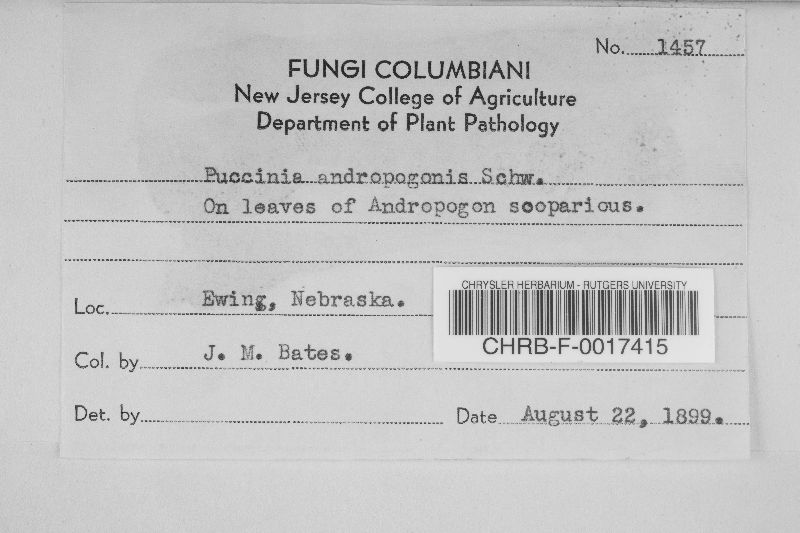 No. 1457
FUNGI COLUMBIANI
New Jersey College of Agriculture
Department of Plant Pathology
Puccinia andropogonis Schw.
On leaves of Andropogon scoparious.
Loc. Ewing, Nebraska.
CHRYSLER HERBARIUM - RUTGERS UNIVERSITY
CHRB-F-0017415
Col. by J. M. Bates.
Det. by
Date August 22, 1899.